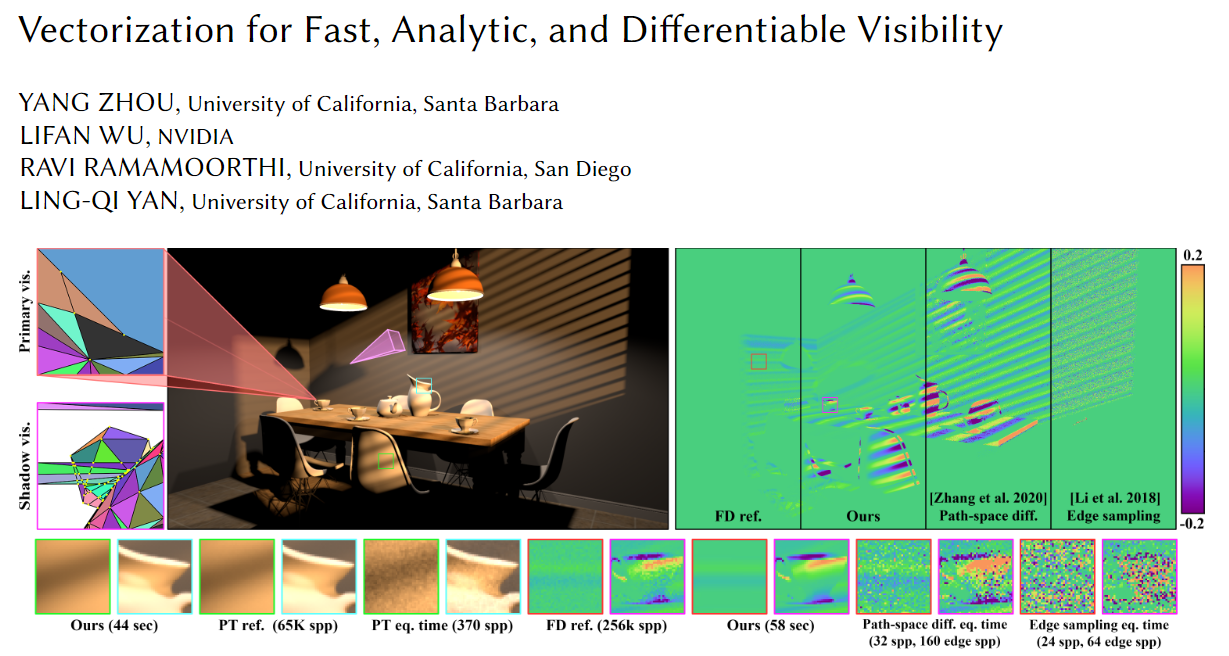 Vectorization for Fast, Analytic, and Differentiable Visibility
YANG ZHOU, University of California, Santa Barbara
LIFAN WU, NVIDIA
RAVI RAMAMOORTHI, University of California, San Diego
LING-QI YAN, University of California, Santa Barbara
Primary vis.
Shadow vis.
FD ref.
Ours
[Zhang et al. 2020]
Path-space diff.
[Li et al. 2018]
Edge sampling
0.2
-0.2
Ours (44 sec)
PT ref. (65K spp)
PT eq. time (370 spp)
FD ref. (256k spp)
Ours (58 sec)
Path-space diff. eq. time
(32 spp, 160 edge spp)
Edge sampling eq. time
(24 spp, 64 edge spp)